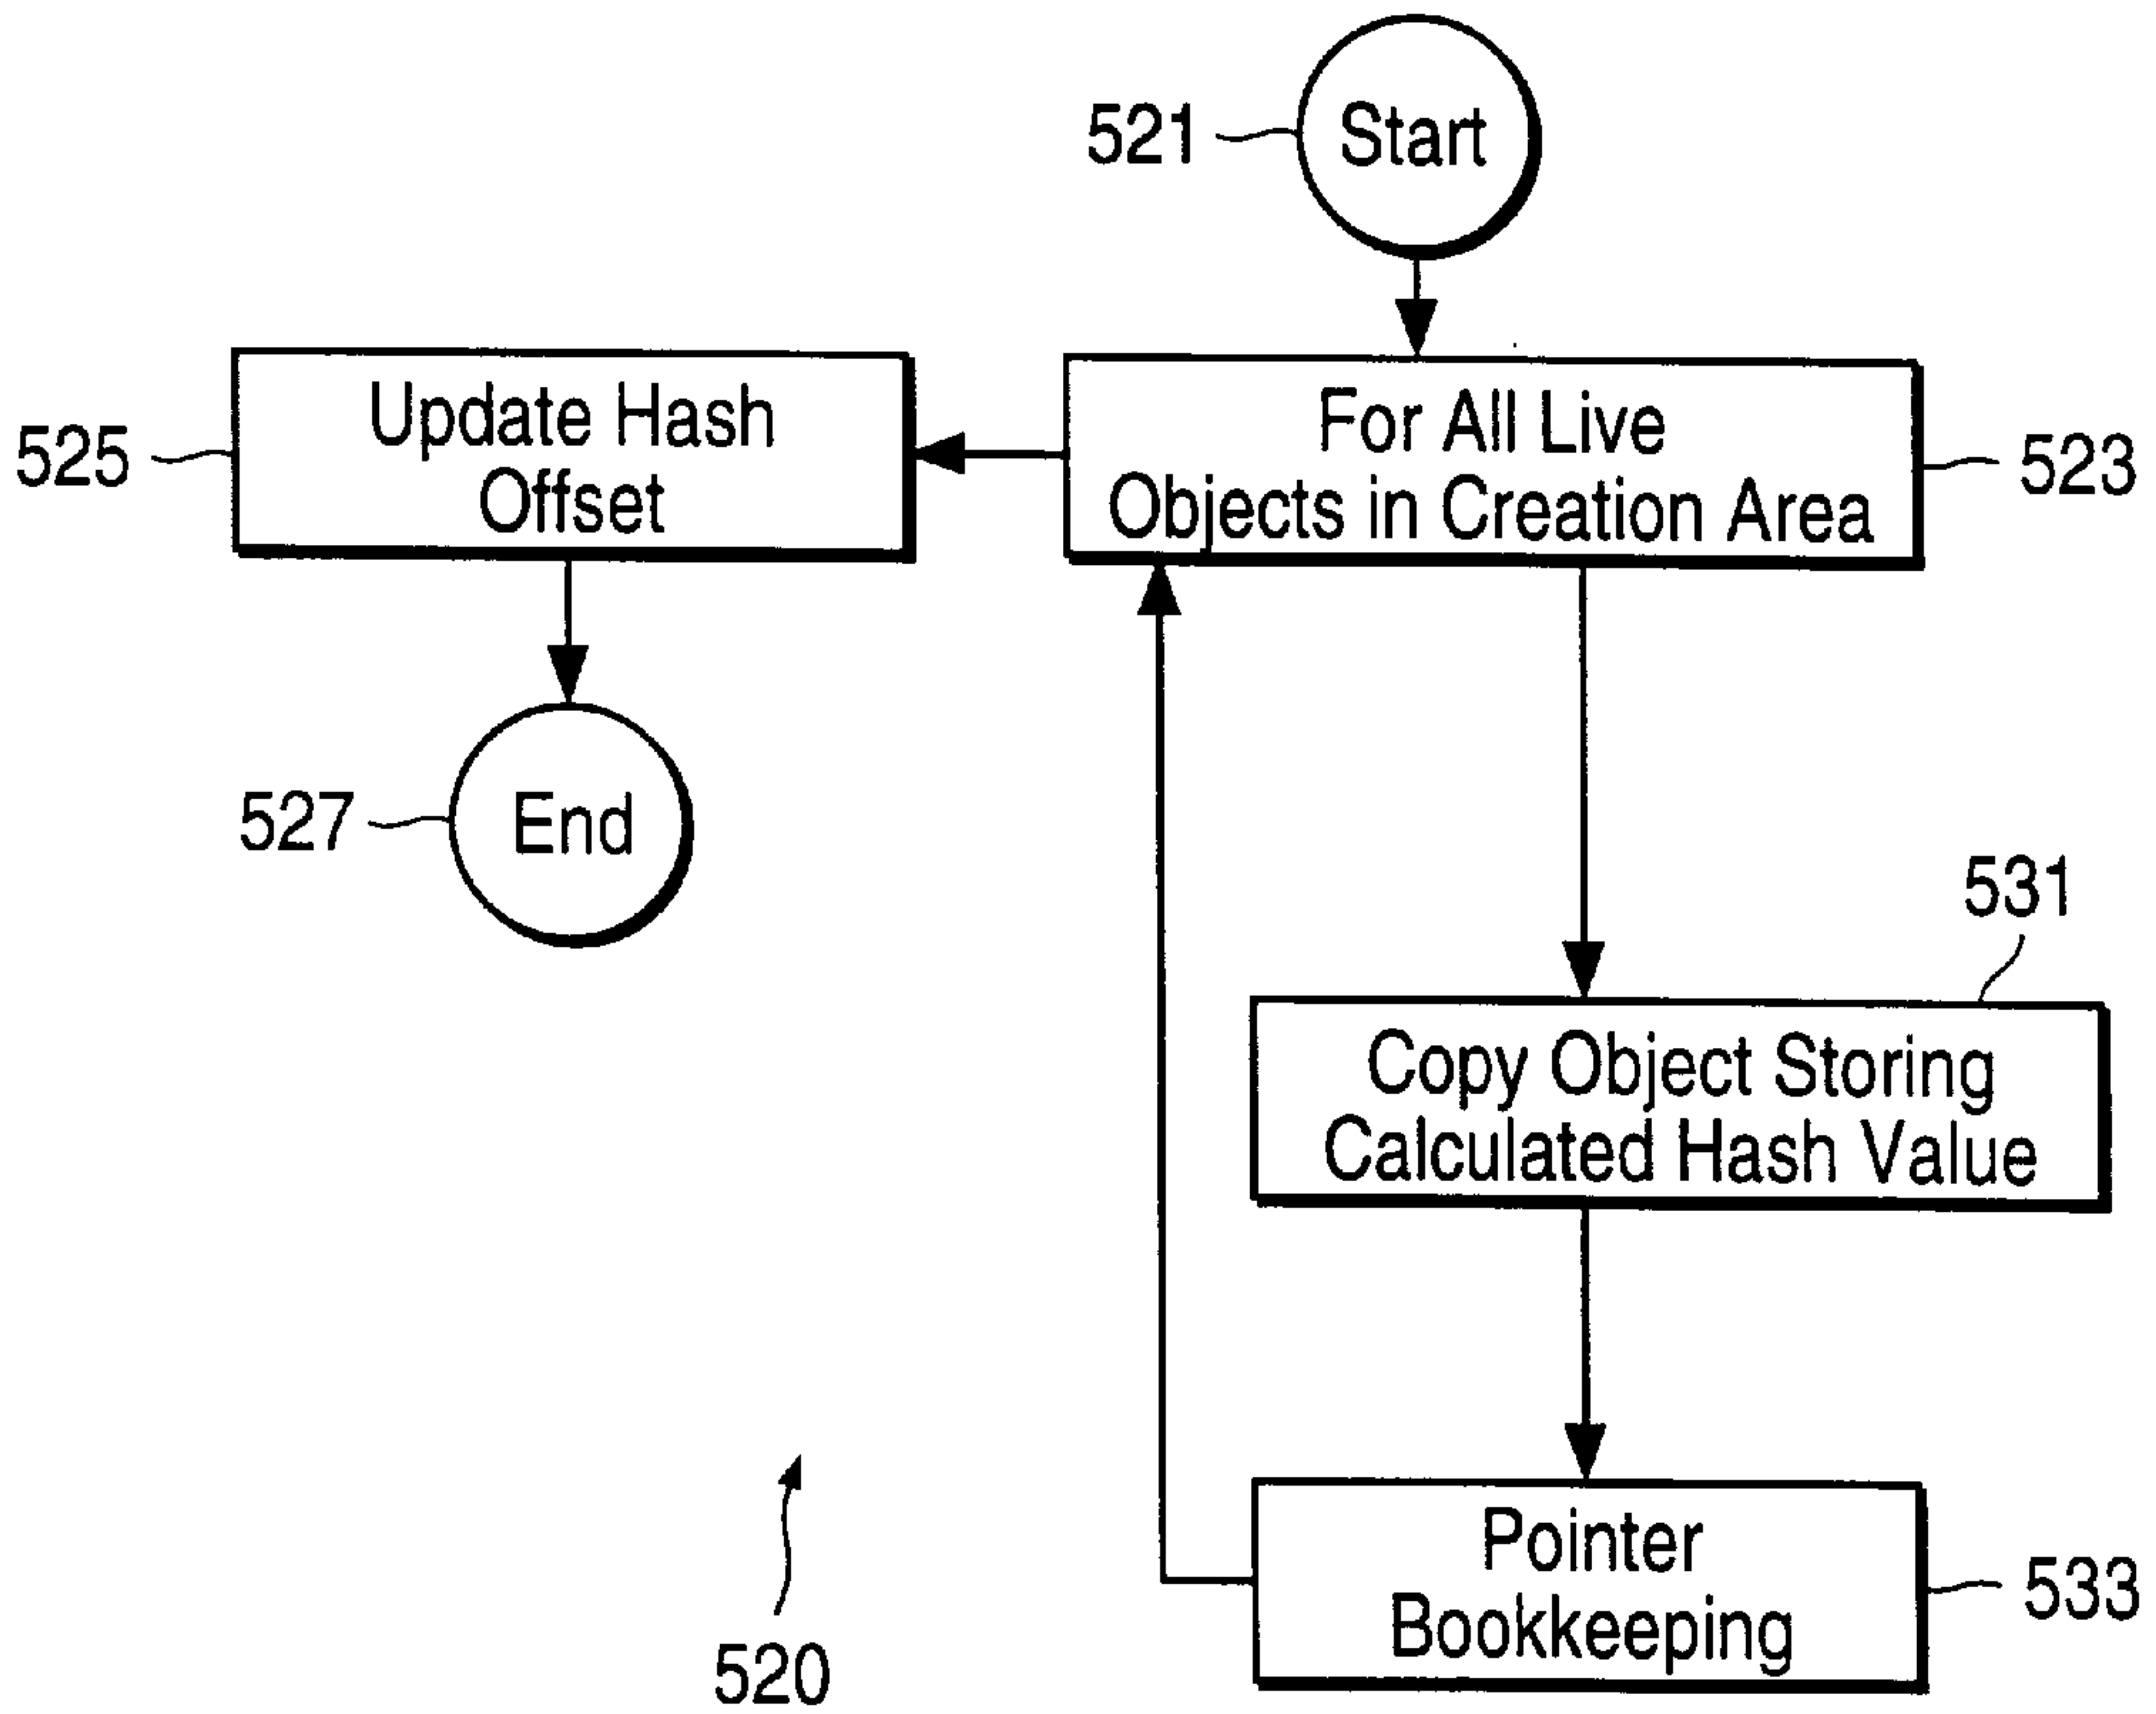 521
Start
Update Hash
Offset
525
For All Live
Objects in Creation Area
523
527
End
531
Copy Object Storing
Calculated Hash Value
Pointer
Bookkeeping
533
520